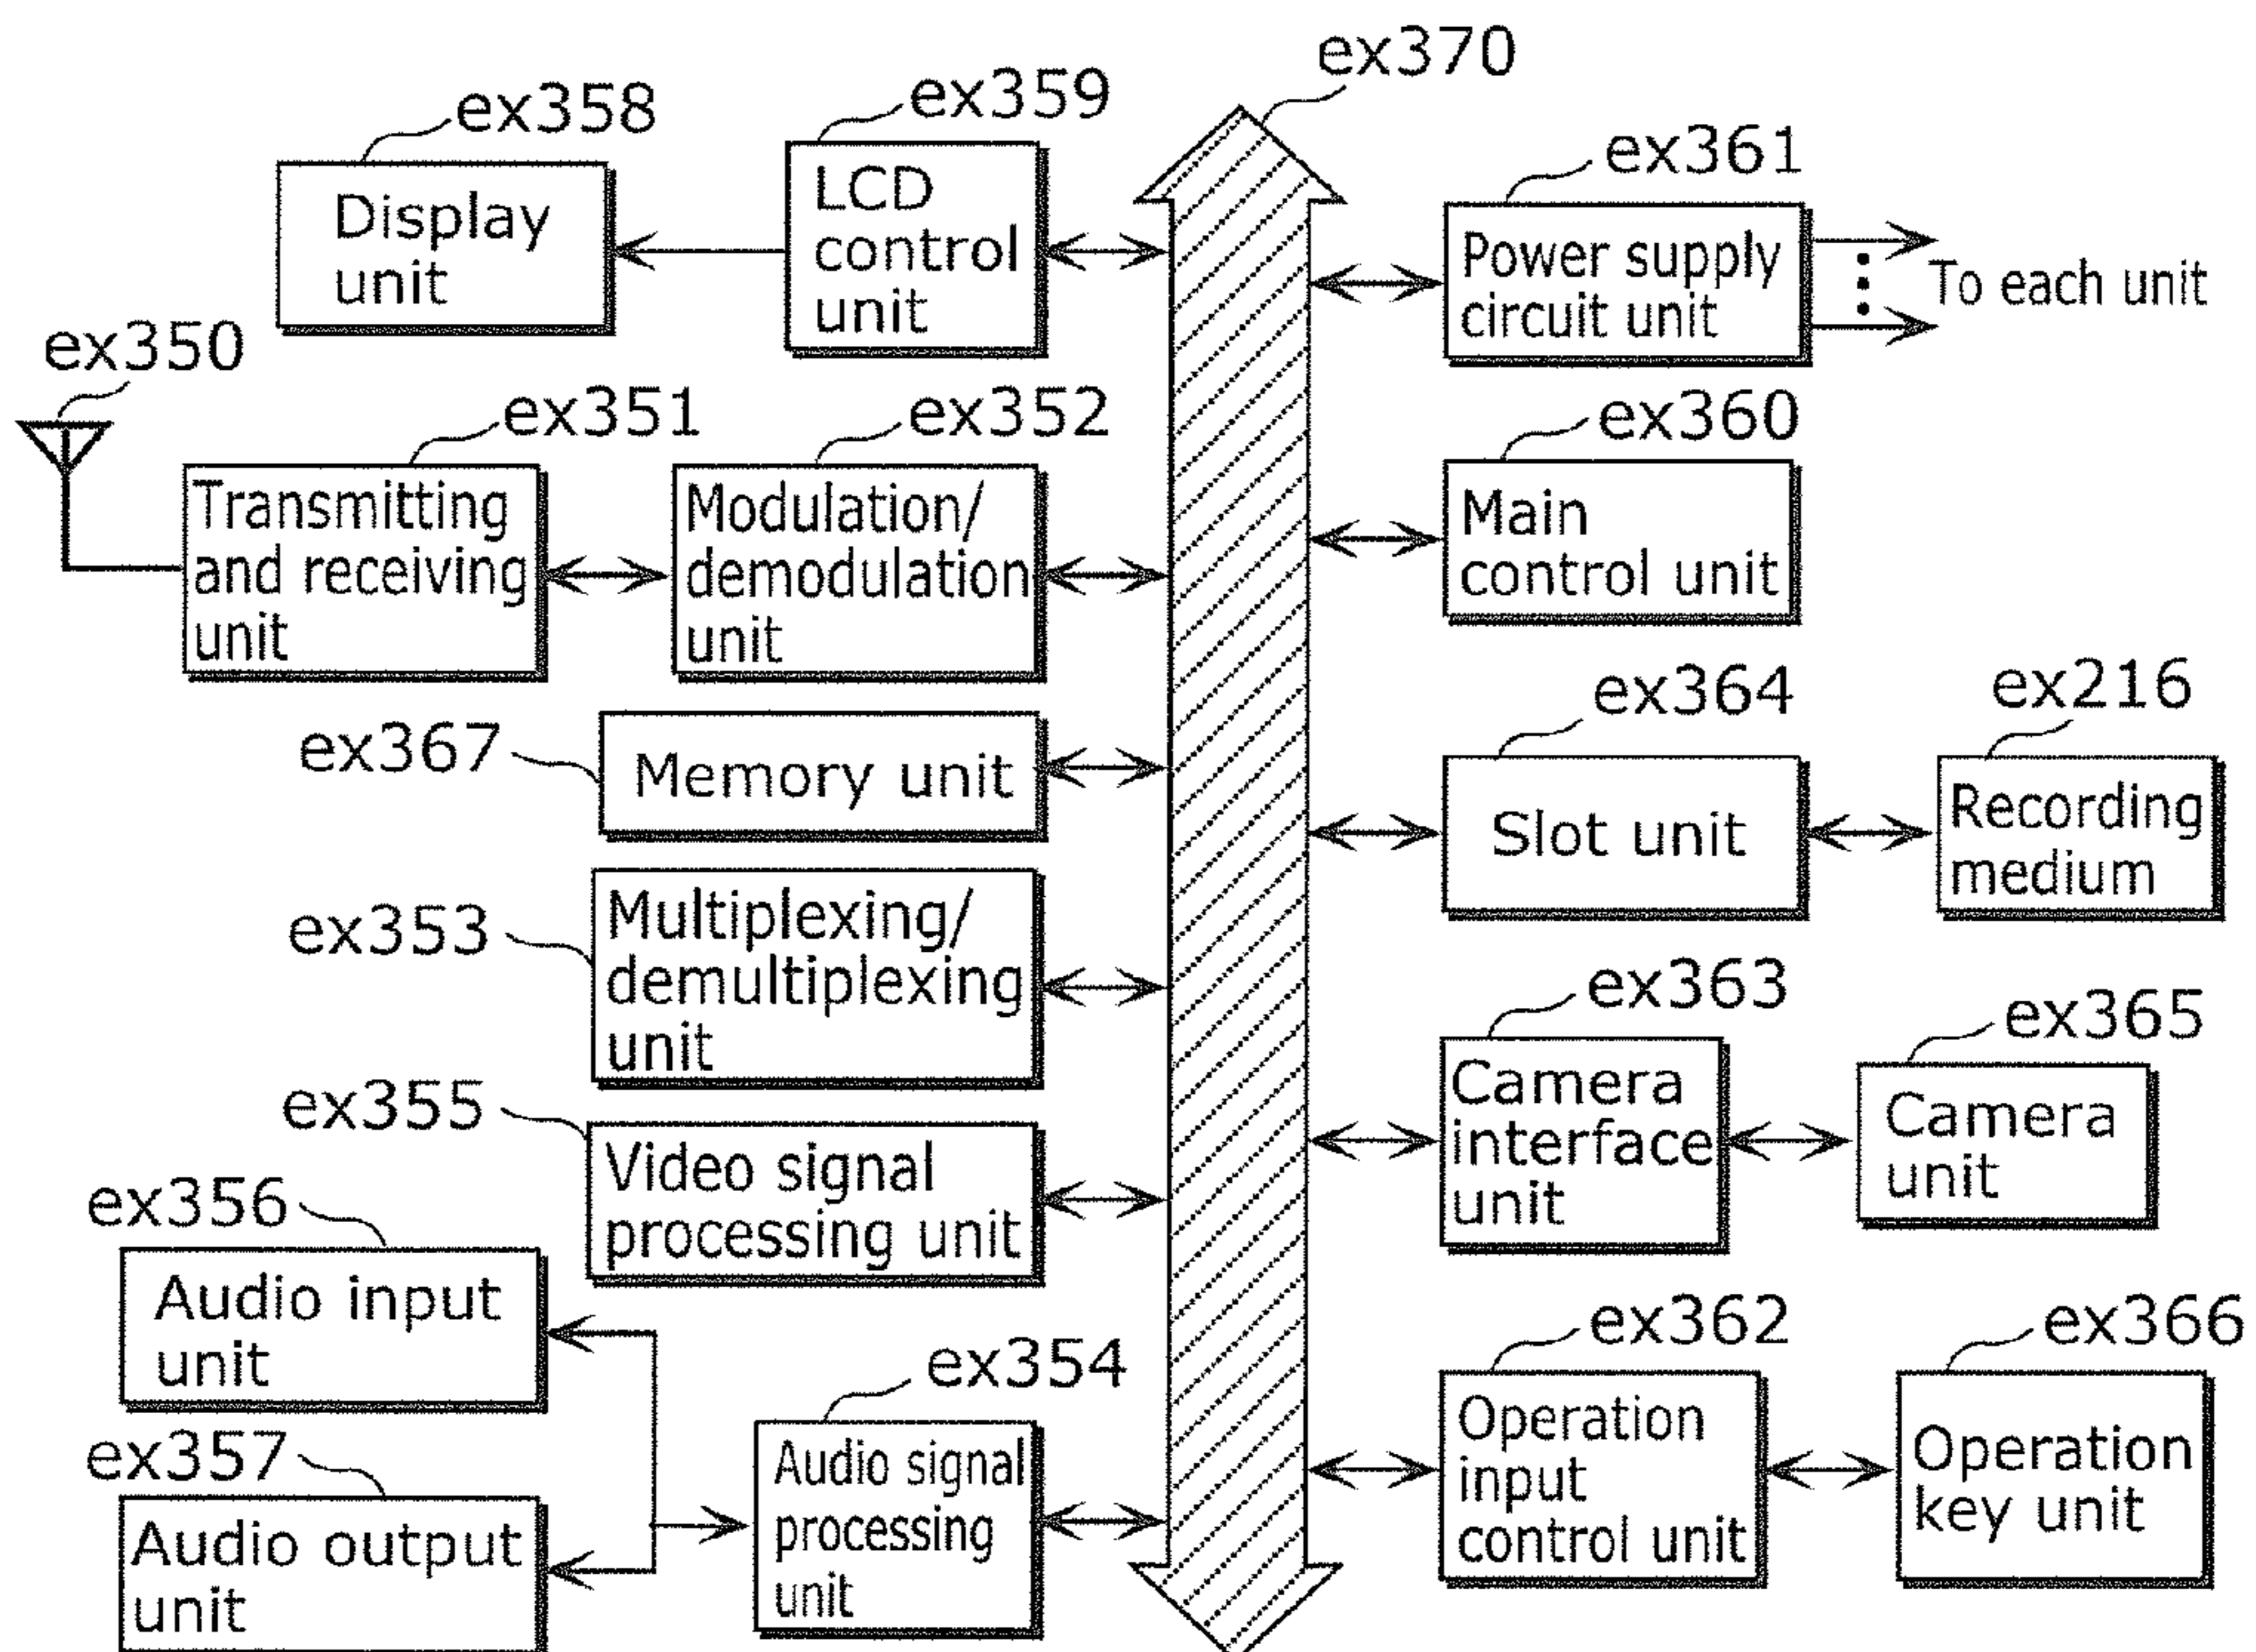 ex370
ex358
ex359
Display
unit
LCD
control
unit
ex361
Power supply
circuit unit
To each unit
ex350
ex351
ex352
Transmitting
and receiving
unit
Modulation/
demodulation
unit
ex360
Main
control unit
ex367
Memory unit
ex364
Slot unit
ex216
Recording
medium
ex353
Multiplexing/
demultiplexing
unit
ex363
Camera
interface
unit
ex365
Camera
unit
ex355
Video signal
processing unit
ex356
Audio input
unit
ex357
Audio output
unit
ex354
Audio signal
processing
unit
ex362
Operation
input
control unit
ex366
Operation
key unit